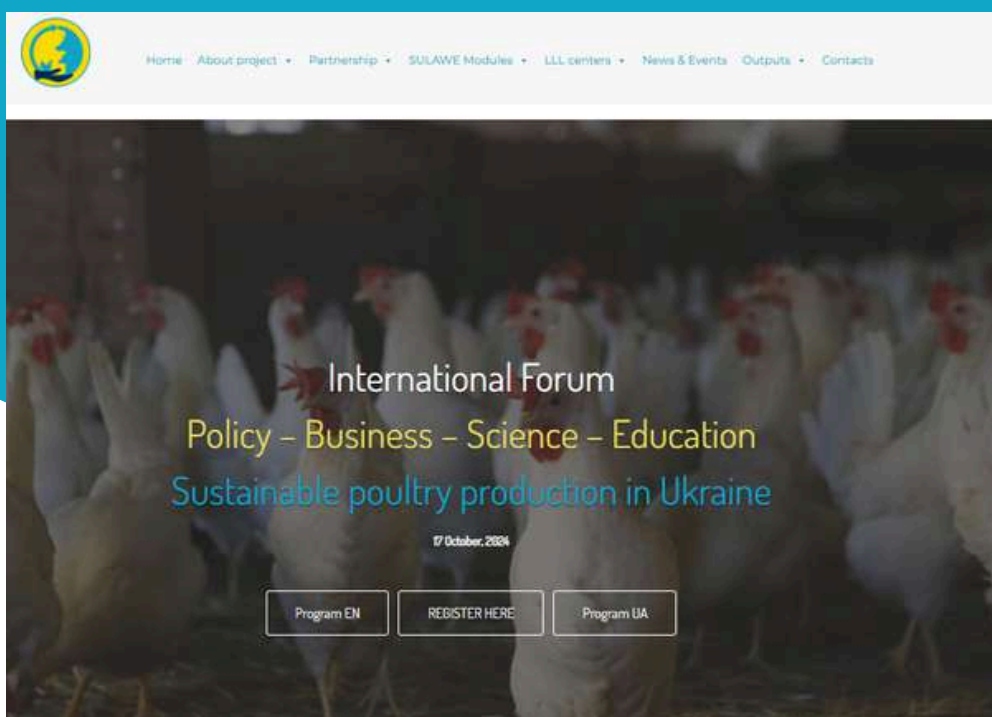 Home About project Partnership SULAWE Modules LLL centers News & Events Outputs Contacts
International Forum
Policy – Business – Science – Education
Sustainable poultry production in Ukraine
17 October, 2024
Program EN REGISTER HERE Program UA